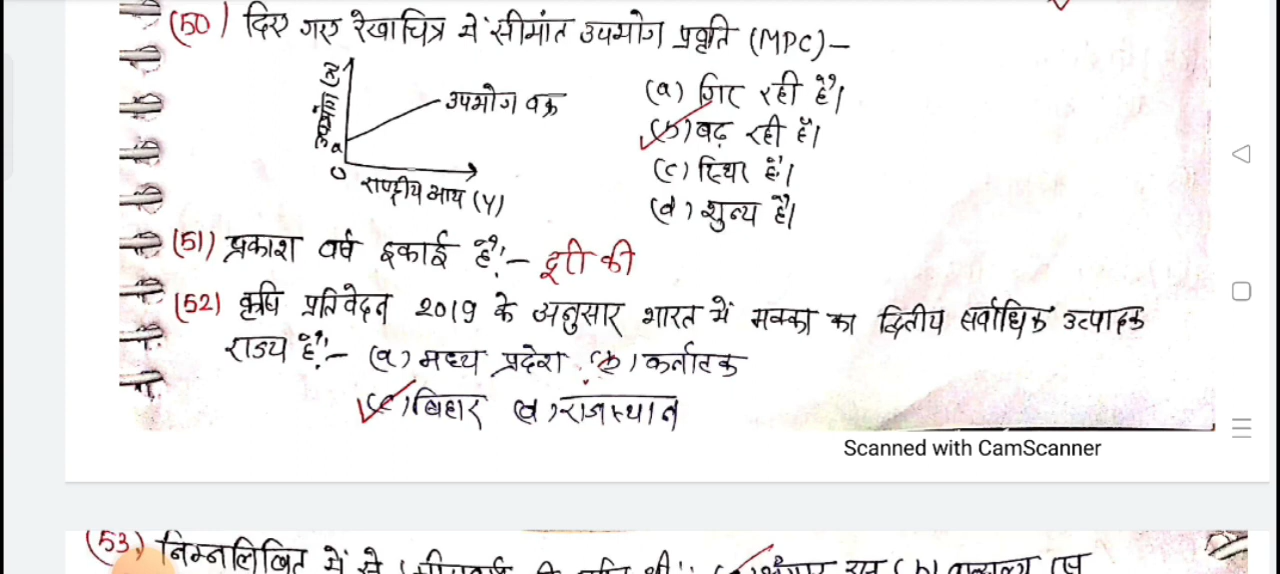 (50) दिए गए रेखाचित्र में सीमांत उपभोग प्रवृति (MPC)-
उपभोग वक्र
a
0
राष्ट्रीय आय (Y)
(a) गिर रही है।
(b) बढ़ रही है।
(c) स्थिर है।
(d) शून्य है।
(51) प्रकाश वर्ष इकाई है:- दूरी की
(52) कृषि प्रतिवेदन 2019 के अनुसार भारत में मक्का का द्वितीय सर्वाधिक उत्पादक
राज्य है:- (a) मध्य प्रदेश (b) कर्नाटक
(c) बिहार (d) राजस्थान
Scanned with CamScanner
(53) निम्नलिखित में से